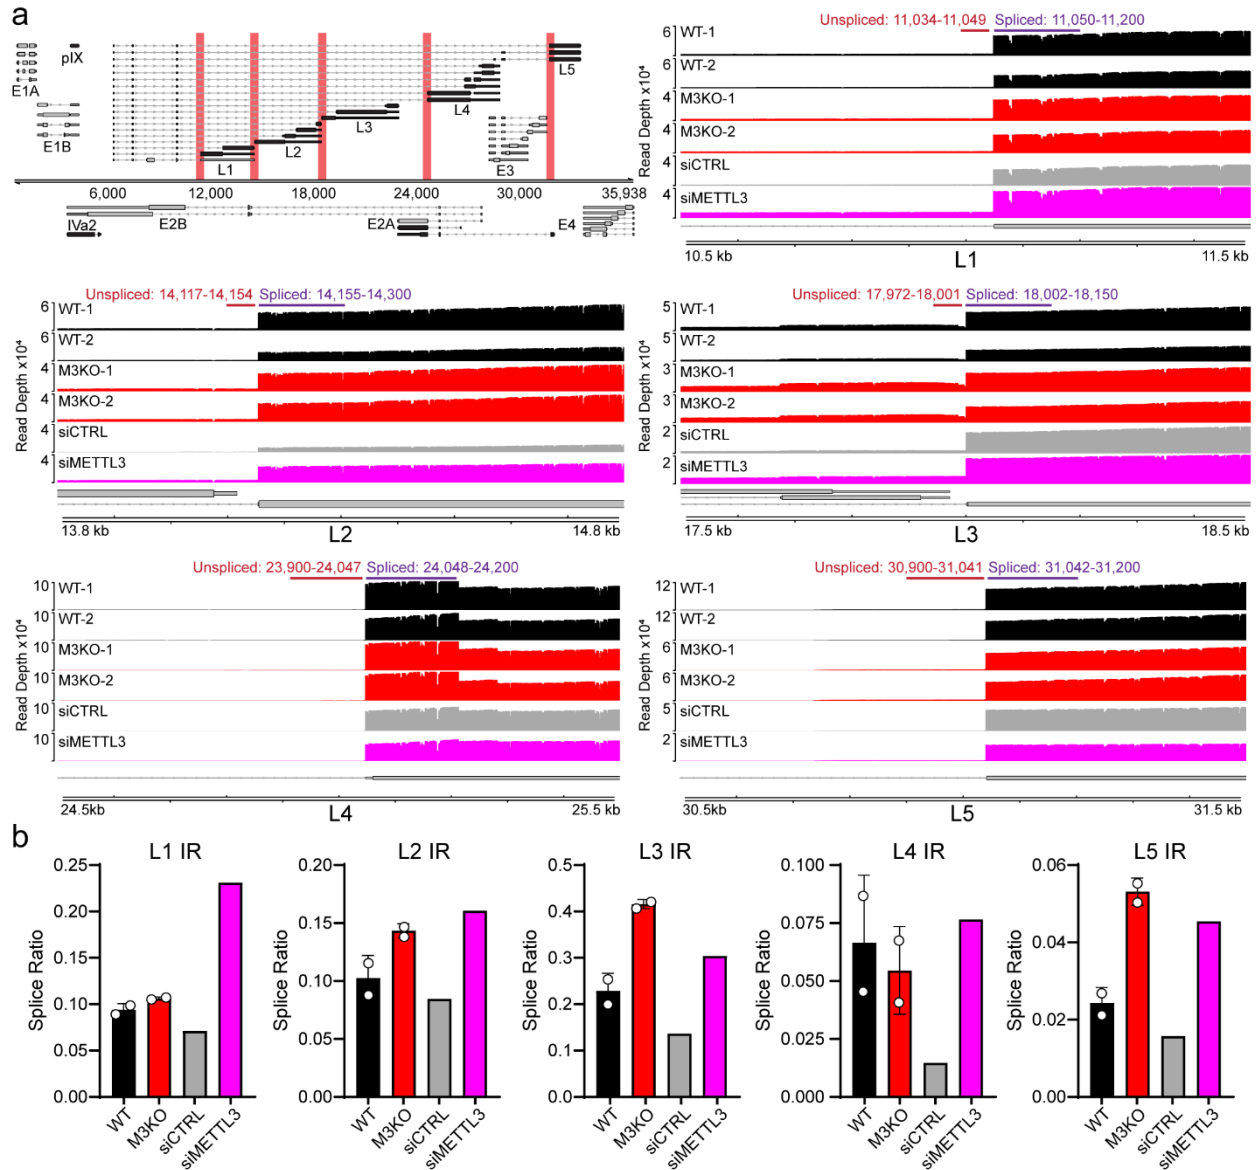 a
pIX
E1A
E1B
L1
L2
L3
L4
L5
E3
6,000 12,000 18,000 24,000 30,000 35,938
IVa2
E2B
E2A
E4
Unspliced: 11,034-11,049 Spliced: 11,050-11,200
Read Depth x10⁴
6 WT-1
6 WT-2
4 M3KO-1
4 M3KO-2
4 siCTRL
4 siMETTL3
10.5 kb L1 11.5 kb
Unspliced: 14,117-14,154 Spliced: 14,155-14,300
Read Depth x10⁴
6 WT-1
6 WT-2
4 M3KO-1
4 M3KO-2
4 siCTRL
4 siMETTL3
13.8 kb L2 14.8 kb
Unspliced: 17,972-18,001 Spliced: 18,002-18,150
Read Depth x10⁴
5 WT-1
5 WT-2
3 M3KO-1
3 M3KO-2
2 siCTRL
2 siMETTL3
17.5 kb L3 18.5 kb
Unspliced: 23,900-24,047 Spliced: 24,048-24,200
Read Depth x10⁴
10 WT-1
10 WT-2
10 M3KO-1
10 M3KO-2
10 siCTRL
10 siMETTL3
24.5kb L4 25.5 kb
Unspliced: 30,900-31,041 Spliced: 31,042-31,200
Read Depth x10⁴
12 WT-1
12 WT-2
6 M3KO-1
6 M3KO-2
5 siCTRL
2 siMETTL3
30.5kb L5 31.5 kb
b
L1 IR
Splice Ratio
0.25
0.20
0.15
0.10
0.05
0.00
WT M3KO siCTRL siMETTL3
L2 IR
Splice Ratio
0.20
0.15
0.10
0.05
0.00
WT M3KO siCTRL siMETTL3
L3 IR
Splice Ratio
0.5
0.4
0.3
0.2
0.1
0.0
WT M3KO siCTRL siMETTL3
L4 IR
Splice Ratio
0.100
0.075
0.050
0.025
0.000
WT M3KO siCTRL siMETTL3
L5 IR
Splice Ratio
0.06
0.04
0.02
0.00
WT M3KO siCTRL siMETTL3